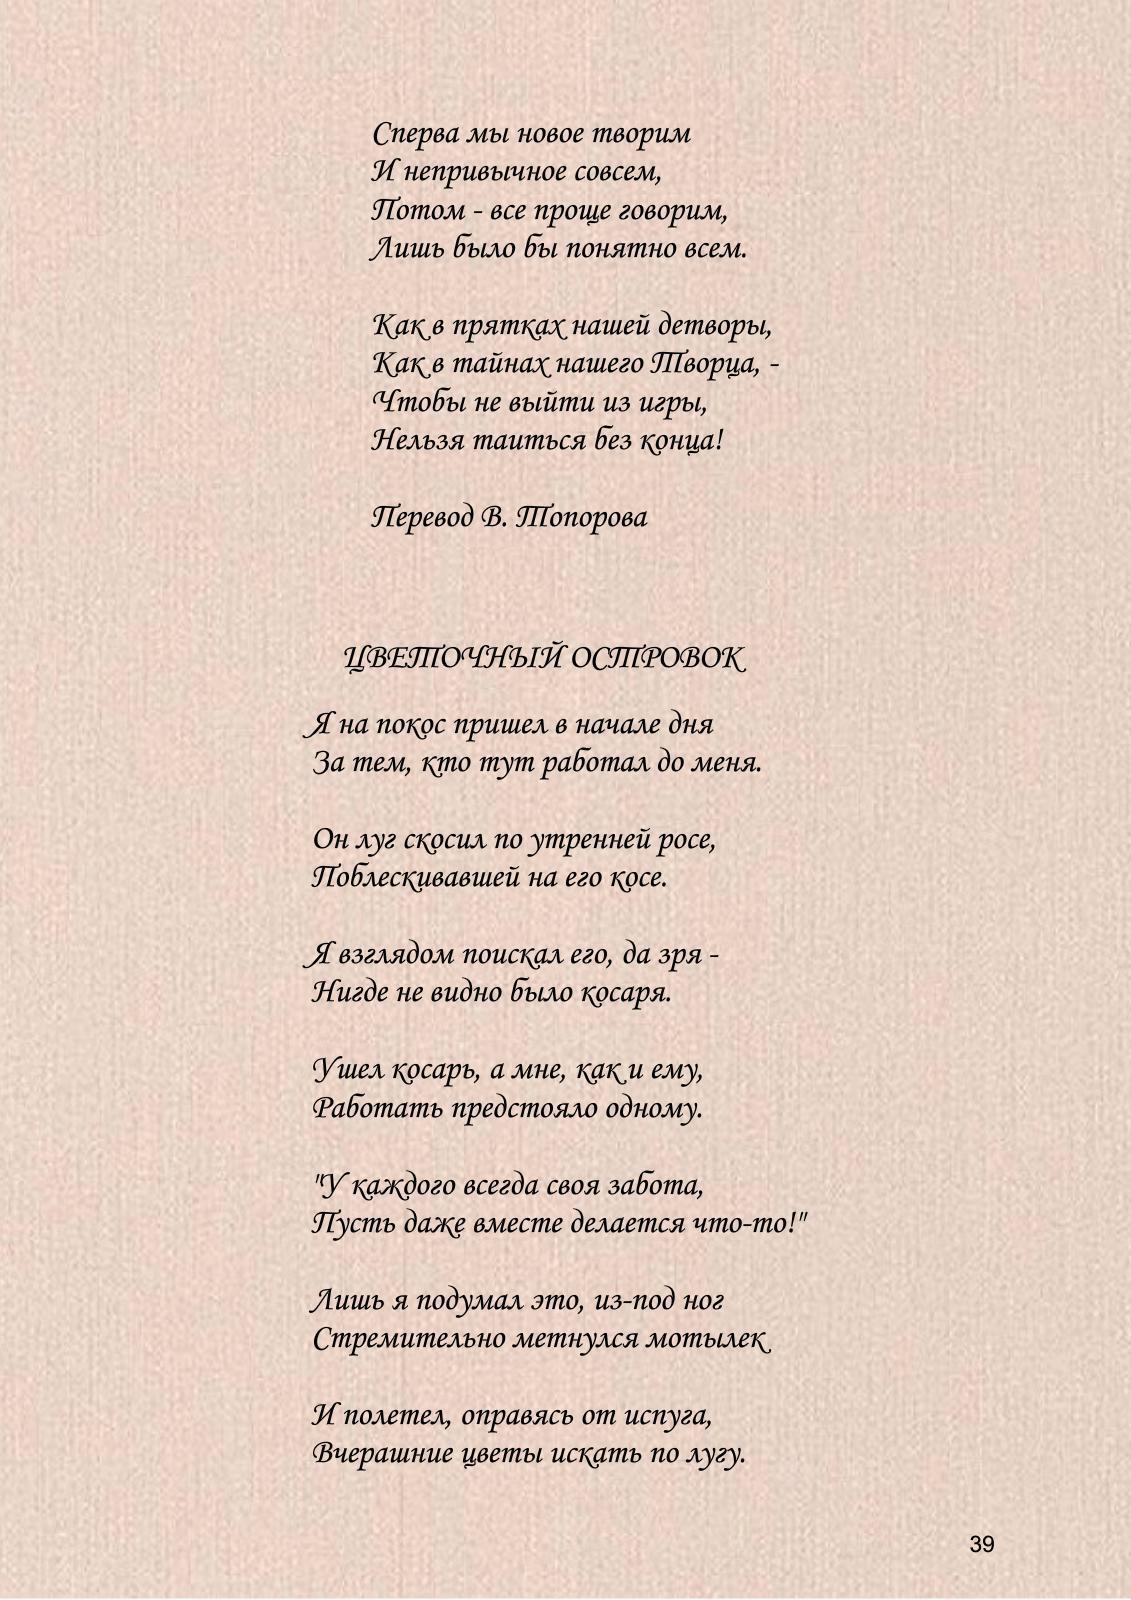 Сперва мы новое творим
И непривычное совсем,
Потом - все проще говорим,
Лишь было бы понятно всем.
Как в прятках нашей детворы,
Как в тайнах нашего Творца, -
Чтобы не выйти из игры,
Нельзя таиться без конца!
Перевод В. Топорова
ЦВЕТОЧНЫЙ ОСТРОВОК
Я на покос пришел в начале дня
За тем, кто тут работал до меня.
Он луг скосил по утренней росе,
Поблескивавшей на его косе.
Я взглядом поискал его, да зря -
Нигде не видно было косаря.
Ушел косарь, а мне, как и ему,
Работать предстояло одному.
"У каждого всегда своя забота,
Пусть даже вместе делается что-то!"
Лишь я подумал это, из-под ног
Стремительно метнулся мотылек
И полетел, оправясь от испуга,
Вчерашние цветы искать по лугу.
39